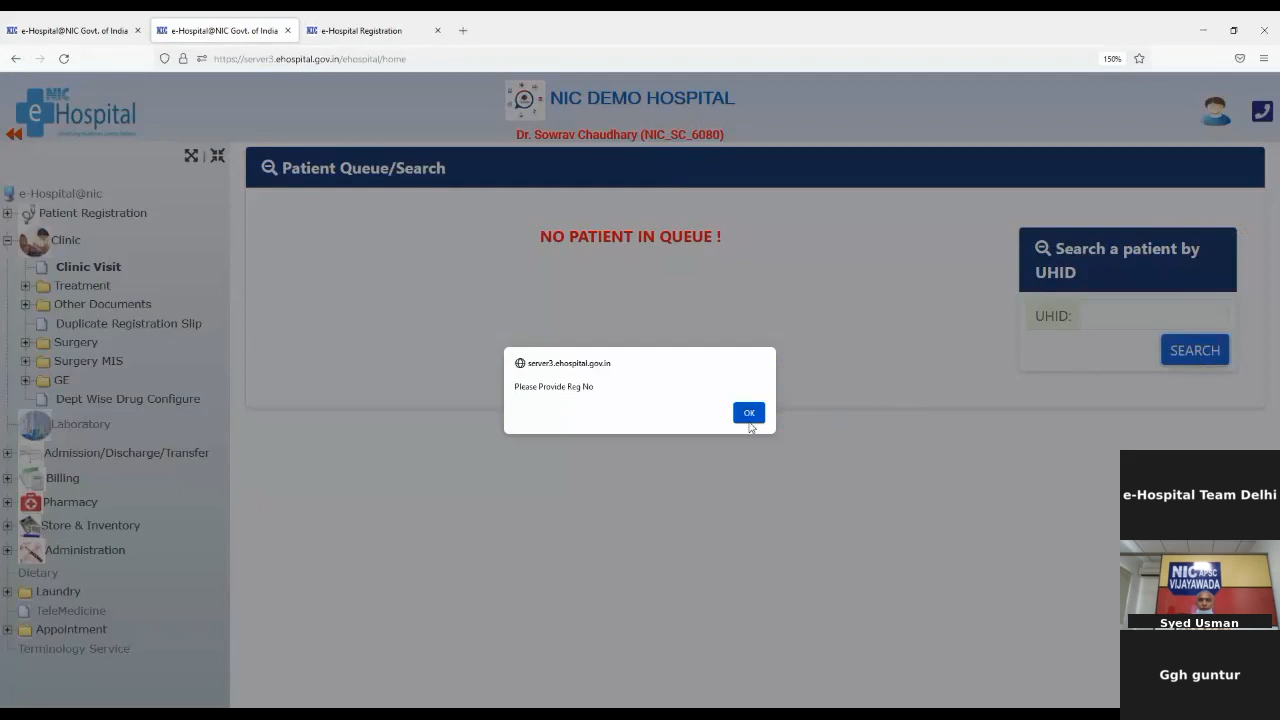 e-Hospital@NIC Govt. of India
e-Hospital@NIC Govt. of India
e-Hospital Registration
https://server3.ehospital.gov.in/ehospital/home
150%
NIC
e Hospital
NIC DEMO HOSPITAL
Dr. Sowrav Chaudhary (NIC_SC_6080)
e-Hospital@nic
Patient Registration
Clinic
Clinic Visit
Treatment
Other Documents
Duplicate Registration Slip
Surgery
Surgery MIS
GE
Dept Wise Drug Configure
Laboratory
Admission/Discharge/Transfer
Billing
Pharmacy
Store & Inventory
Administration
Dietary
Laundry
TeleMedicine
Appointment
Terminology Service
Patient Queue/Search
NO PATIENT IN QUEUE !
Search a patient by
UHID
UHID:
SEARCH
server3.ehospital.gov.in
Please Provide Reg No
OK
e-Hospital Team Delhi
NIC APSC
VIJAYAWADA
Syed Usman
Ggh guntur